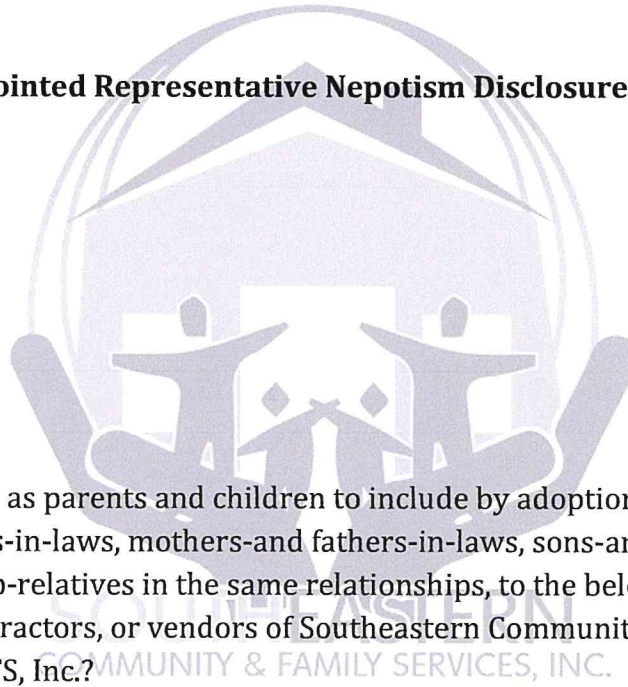 ointed Representative Nepotism Disclosure
as parents and children to include by adoption
s-in-laws, mothers-and fathers-in-laws, sons-an
p-relatives in the same relationships, to the bel
SOUTHEASTERN
ractors, or vendors of Southeastern Communit
COMMUNITY & FAMILY SERVICES, INC.
TS, Inc.?